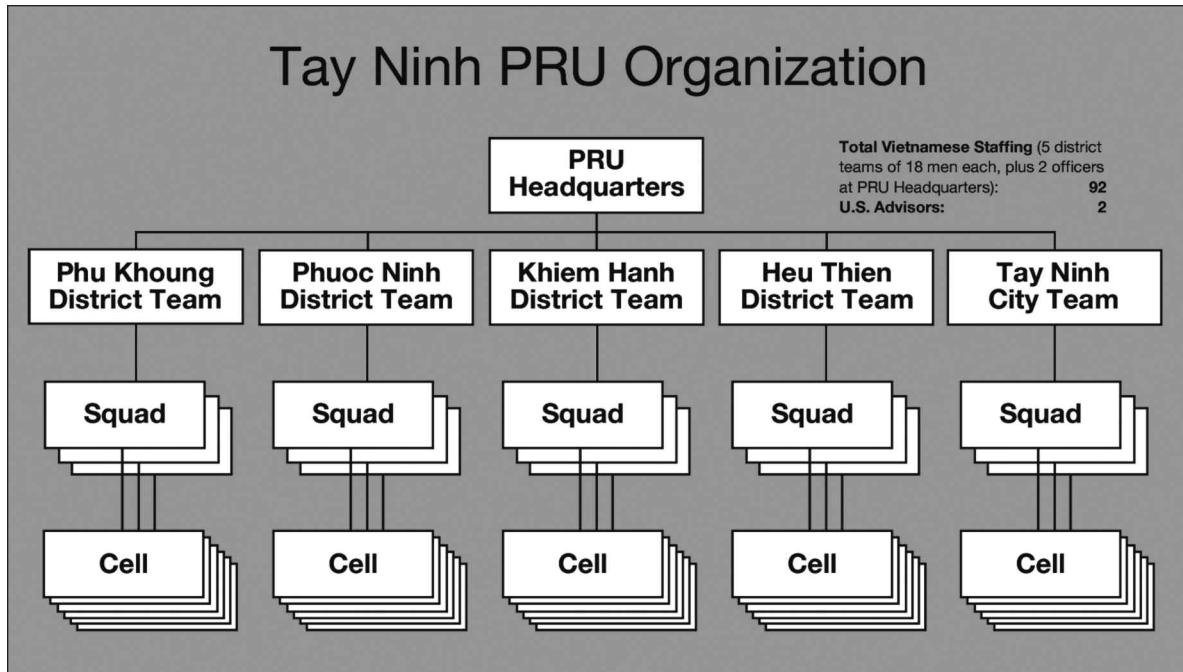 Tay Ninh PRU Organization
PRU
Headquarters
Total Vietnamese Staffing (5 district
teams of 18 men each, plus 2 officers
at PRU Headquarters): 92
U.S. Advisors: 2
Phu Khoung
District Team
Phuoc Ninh
District Team
Khiem Hanh
District Team
Heu Thien
District Team
Tay Ninh
City Team
Squad
Squad
Squad
Squad
Squad
Cell
Cell
Cell
Cell
Cell